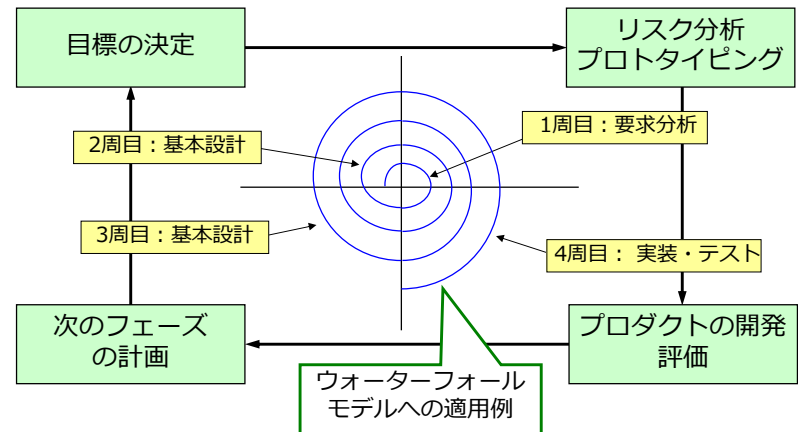 目標の決定
リスク分析
プロトタイピング
1周目：要求分析
2周目：基本設計
3周目：基本設計
4周目： 実装・テスト
次のフェーズ
の計画
プロダクトの開発
評価
ウォーターフォール
モデルへの適用例